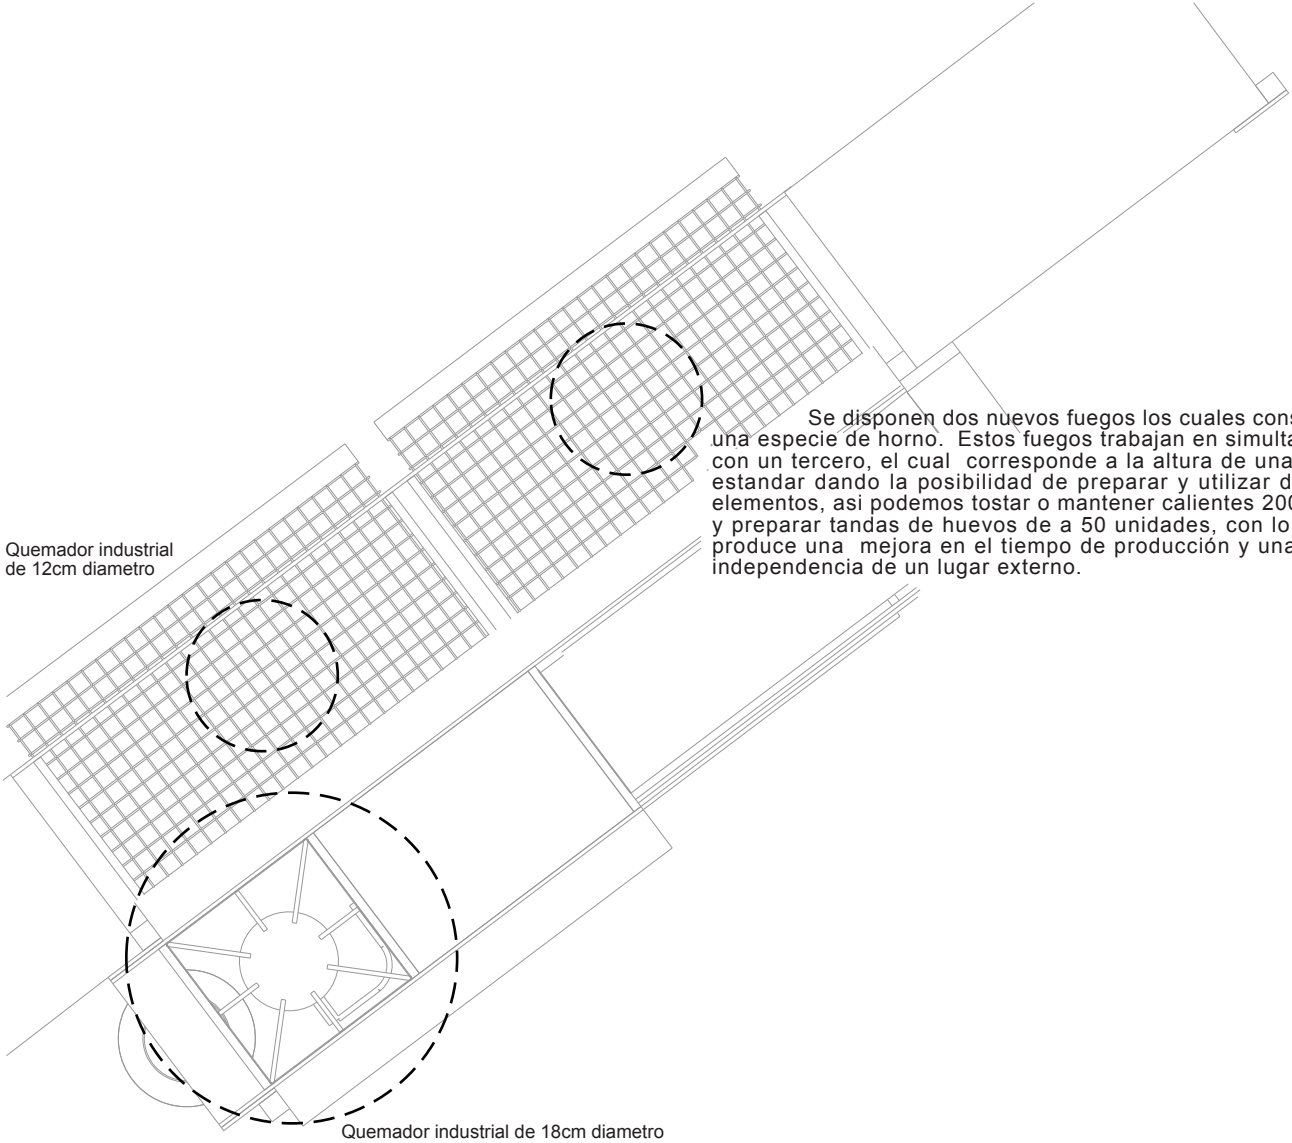 Se disponen dos nuevos fuegos los cuales
una especie de horno. Estos fuegos trabajan en
con un tercero, el cual corresponde a la altura de una
estandar dando la posibilidad de preparar y utilizar
elementos, asi podemos tostar o mantener calientes 200
y preparar tandas de huevos de a 50 unidades, con lo
produce una mejora en el tiempo de producción y una
independencia de un lugar externo.
Quemador industrial
de 12cm diametro
Quemador industrial de 18cm diametro